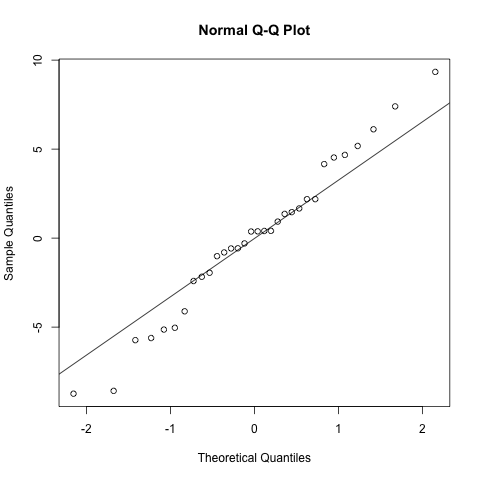 Normal Q-Q Plot
10
5
0
-5
Sample Quantiles
-2 -1 0 1 2
Theoretical Quantiles